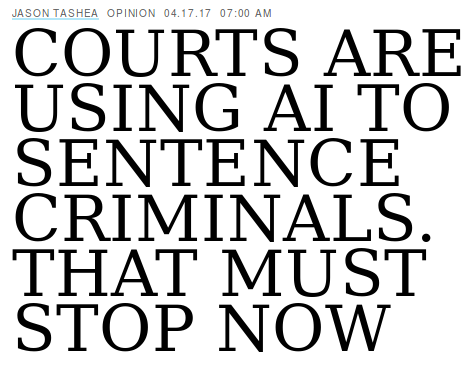 JASON TASHEA OPINION 04.17.17 07:00 AM
COURTS ARE
USING AI TO
SENTENCE
CRIMINALS.
THAT MUST
STOP NOW